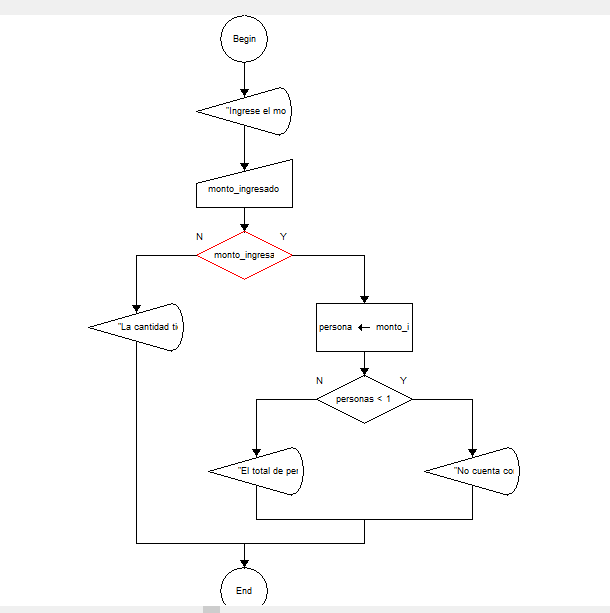 Begin
"Ingrese el mo
monto_ingresado
N
Y
monto_ingresa
"La cantidad ti
persona ← monto_i
N
Y
personas < 1
"El total de per
"No cuenta co
End